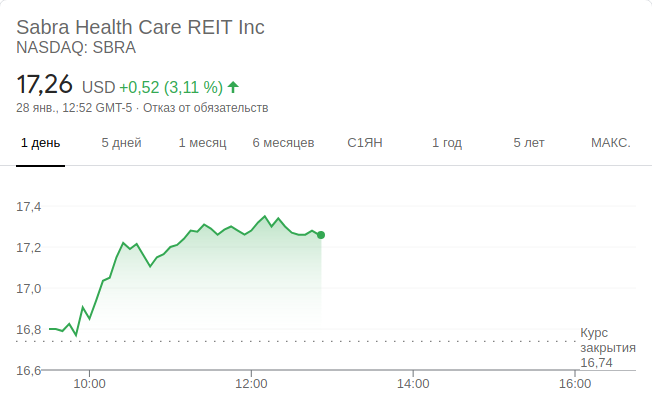 Sabra Health Care REIT Inc
NASDAQ: SBRA
17,26 USD +0,52 (3,11 %)
28 янв., 12:52 GMT-5 · Отказ от обязательств
1 день 5 дней 1 месяц 6 месяцев С1ЯН 1 год 5 лет МАКС.
17,4
17,2
17,0
16,8
Курс
закрытия
16,74
16,6
10:00 12:00 14:00 16:00